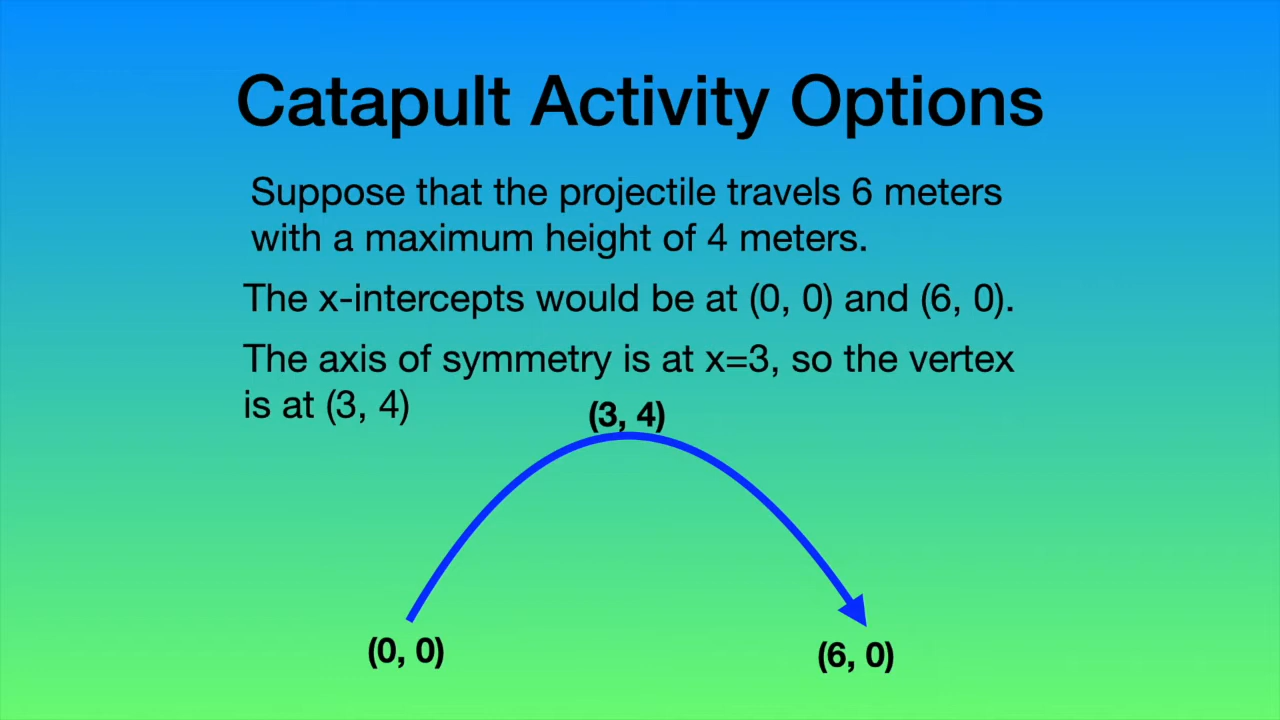 Catapult Activity Options
Suppose that the projectile travels 6 meters
with a maximum height of 4 meters.
The x-intercepts would be at (0, 0) and (6, 0).
The axis of symmetry is at x=3, so the vertex
is at (3, 4)
(3, 4)
(0, 0)
(6, 0)